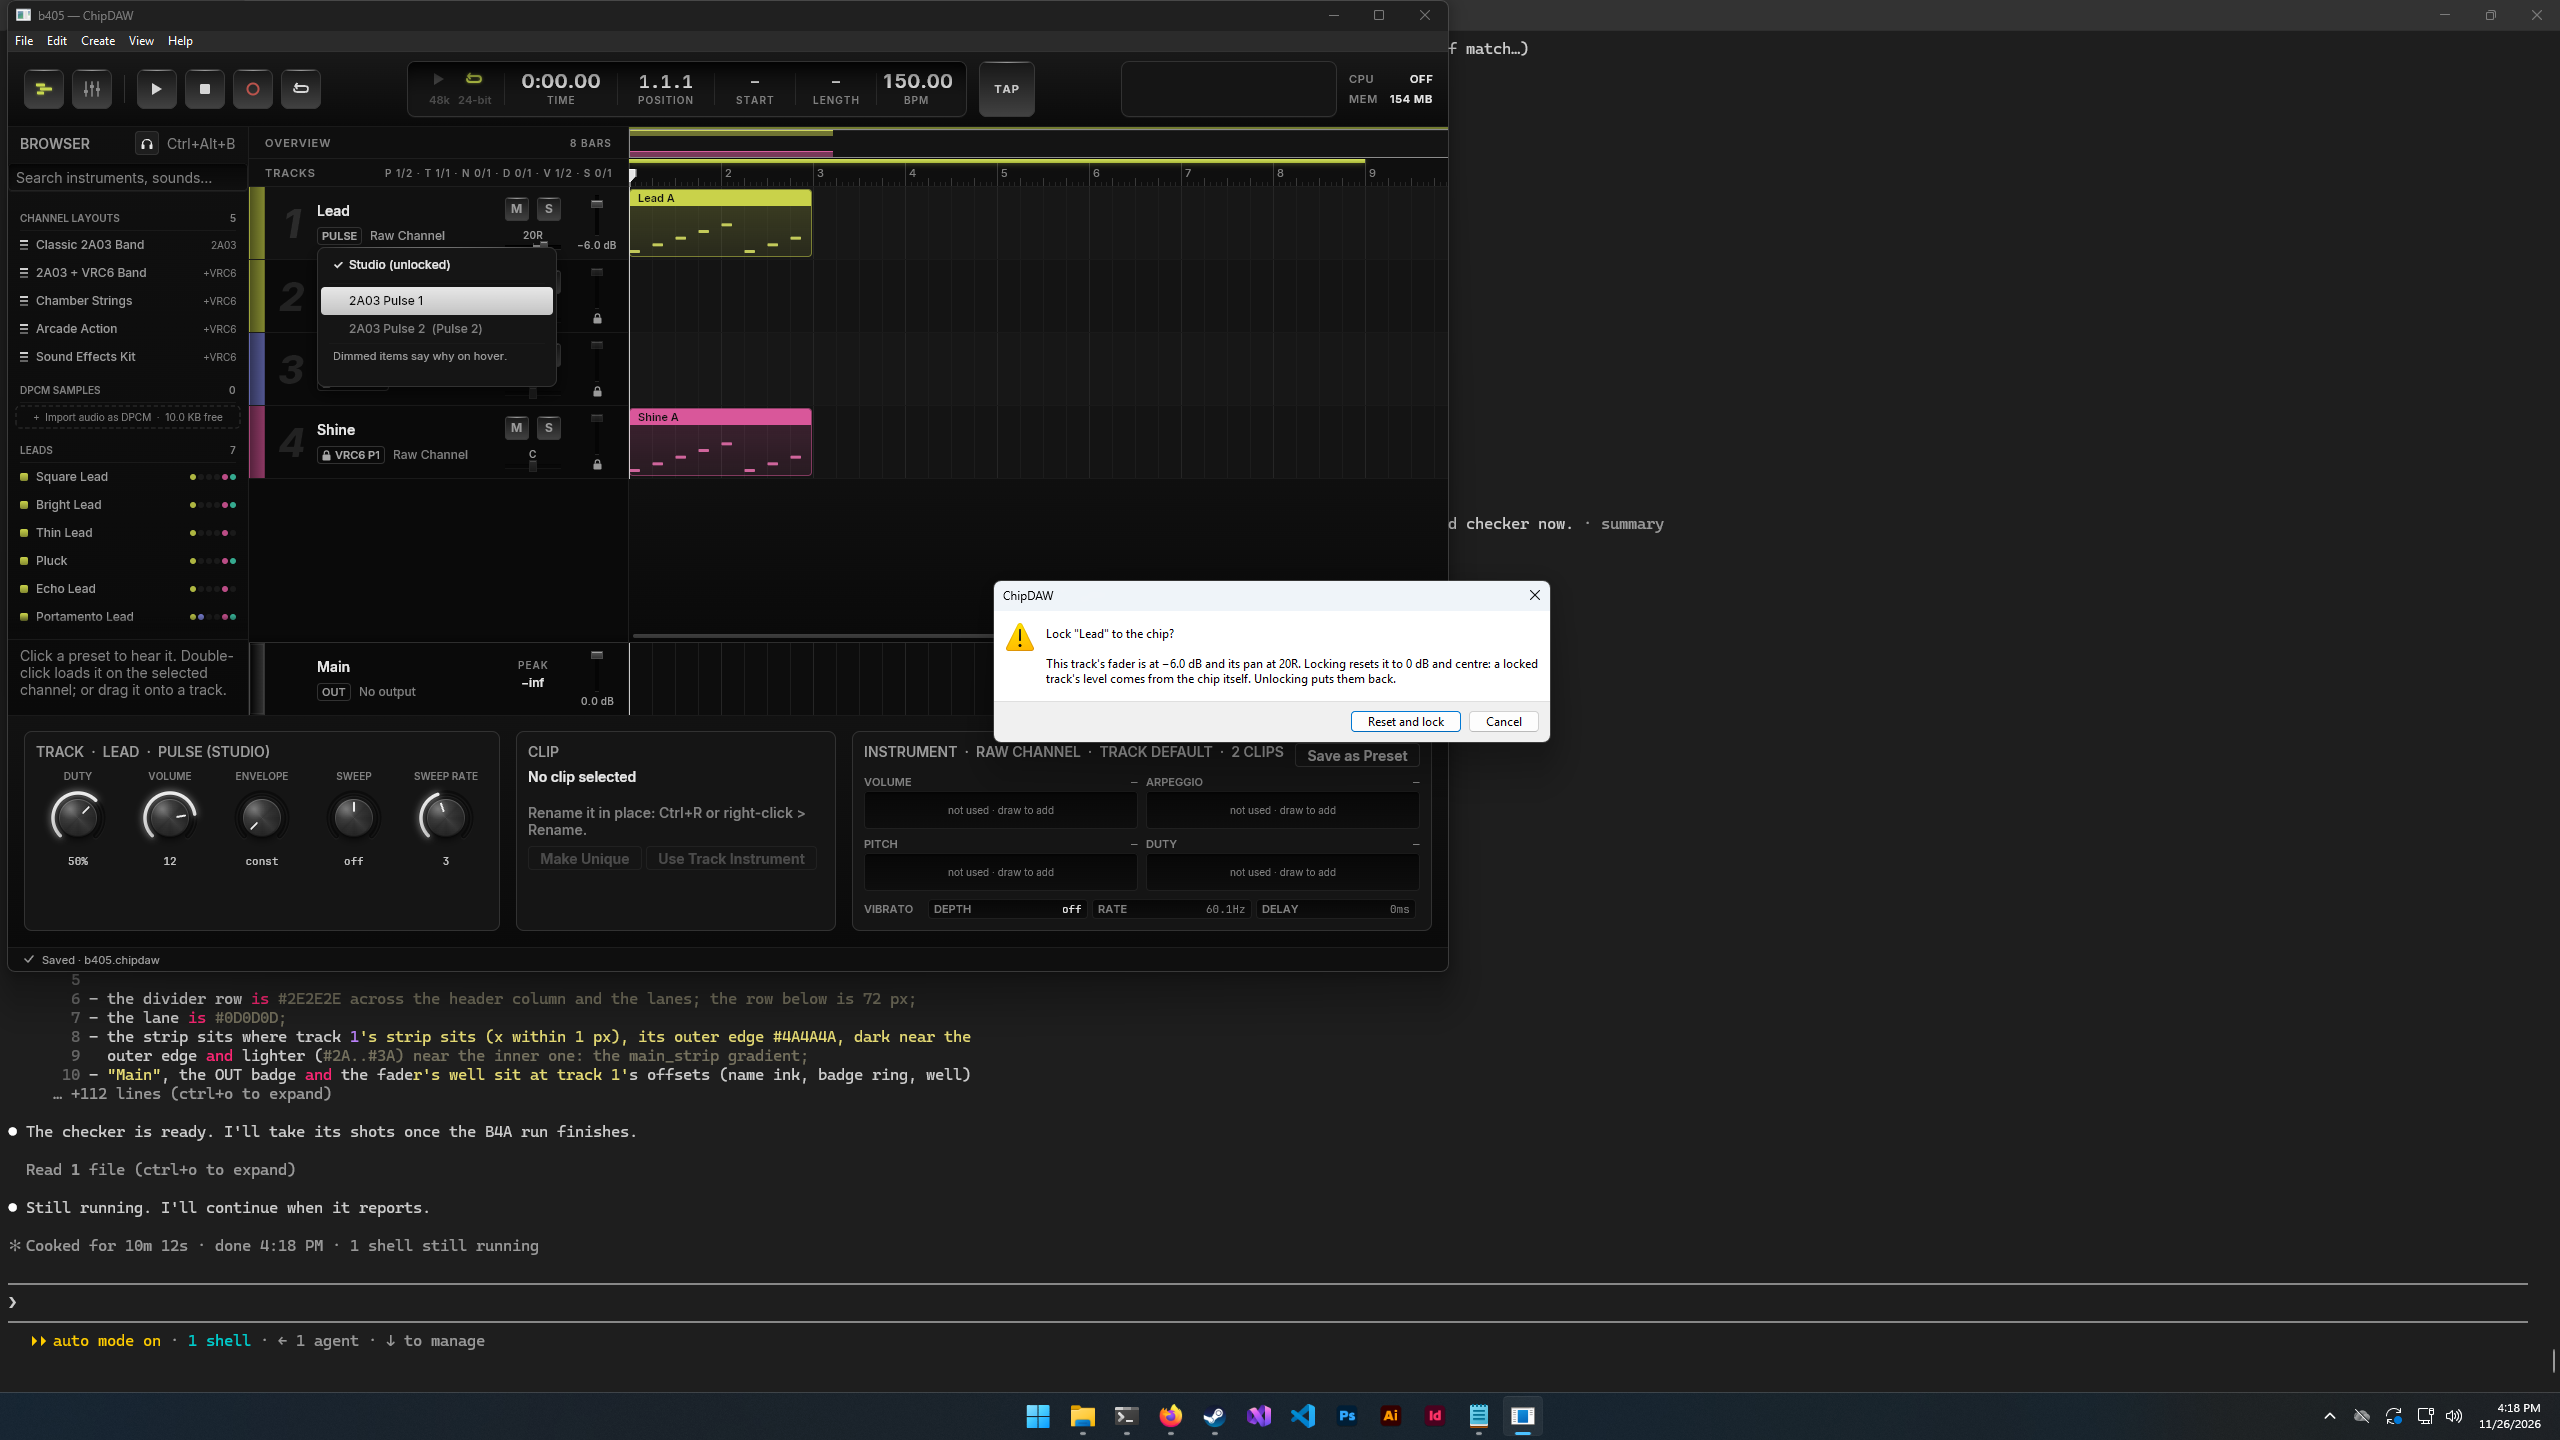 b405 — ChipDAW
File Edit Create View Help
48k 24-bit
0:00.00 TIME
1.1.1 POSITION
– START
– LENGTH
150.00 BPM
TAP
CPU OFF
MEM 154 MB
BROWSER Ctrl+Alt+B
Search instruments, sounds...
CHANNEL LAYOUTS 5
Classic 2A03 Band 2A03
2A03 + VRC6 Band +VRC6
Chamber Strings +VRC6
Arcade Action +VRC6
Sound Effects Kit +VRC6
DPCM SAMPLES 0
+ Import audio as DPCM · 10.0 KB free
LEADS 7
Square Lead
Bright Lead
Thin Lead
Pluck
Echo Lead
Portamento Lead
Click a preset to hear it. Double-
click loads it on the selected
channel; or drag it onto a track.
OVERVIEW 8 BARS
TRACKS P 1/2 · T 1/1 · N 0/1 · D 0/1 · V 1/2 · S 0/1
2 3 4 5 6 7 8 9
1 Lead M S
PULSE Raw Channel 20R −6.0 dB
Lead A
✓ Studio (unlocked)
2A03 Pulse 1
2A03 Pulse 2 (Pulse 2)
Dimmed items say why on hover.
2
3
4 Shine M S
VRC6 P1 Raw Channel C
Shine A
Main PEAK
OUT No output −inf 0.0 dB
TRACK · LEAD · PULSE (STUDIO)
DUTY VOLUME ENVELOPE SWEEP SWEEP RATE
50% 12 const off 3
CLIP
No clip selected
Rename it in place: Ctrl+R or right-click >
Rename.
Make Unique Use Track Instrument
INSTRUMENT · RAW CHANNEL · TRACK DEFAULT · 2 CLIPS Save as Preset
VOLUME – ARPEGGIO –
not used · draw to add not used · draw to add
PITCH – DUTY –
not used · draw to add not used · draw to add
VIBRATO DEPTH off RATE 60.1Hz DELAY 0ms
✓ Saved · b405.chipdaw
ChipDAW
Lock "Lead" to the chip?
This track's fader is at −6.0 dB and its pan at 20R. Locking resets it to 0 dB and centre: a locked
track's level comes from the chip itself. Unlocking puts them back.
Reset and lock Cancel
f match…)
d checker now. · summary
5
6 – the divider row is #2E2E2E across the header column and the lanes; the row below is 72 px;
7 – the lane is #0D0D0D;
8 – the strip sits where track 1's strip sits (x within 1 px), its outer edge #4A4A4A, dark near the
9 outer edge and lighter (#2A..#3A) near the inner one: the main_strip gradient;
10 – "Main", the OUT badge and the fader's well sit at track 1's offsets (name ink, badge ring, well)
… +112 lines (ctrl+o to expand)
● The checker is ready. I'll take its shots once the B4A run finishes.
Read 1 file (ctrl+o to expand)
● Still running. I'll continue when it reports.
✻ Cooked for 10m 12s · done 4:18 PM · 1 shell still running
❯
⏵⏵ auto mode on · 1 shell · ← 1 agent · ↓ to manage
Ps Ai Id
4:18 PM
11/26/2026